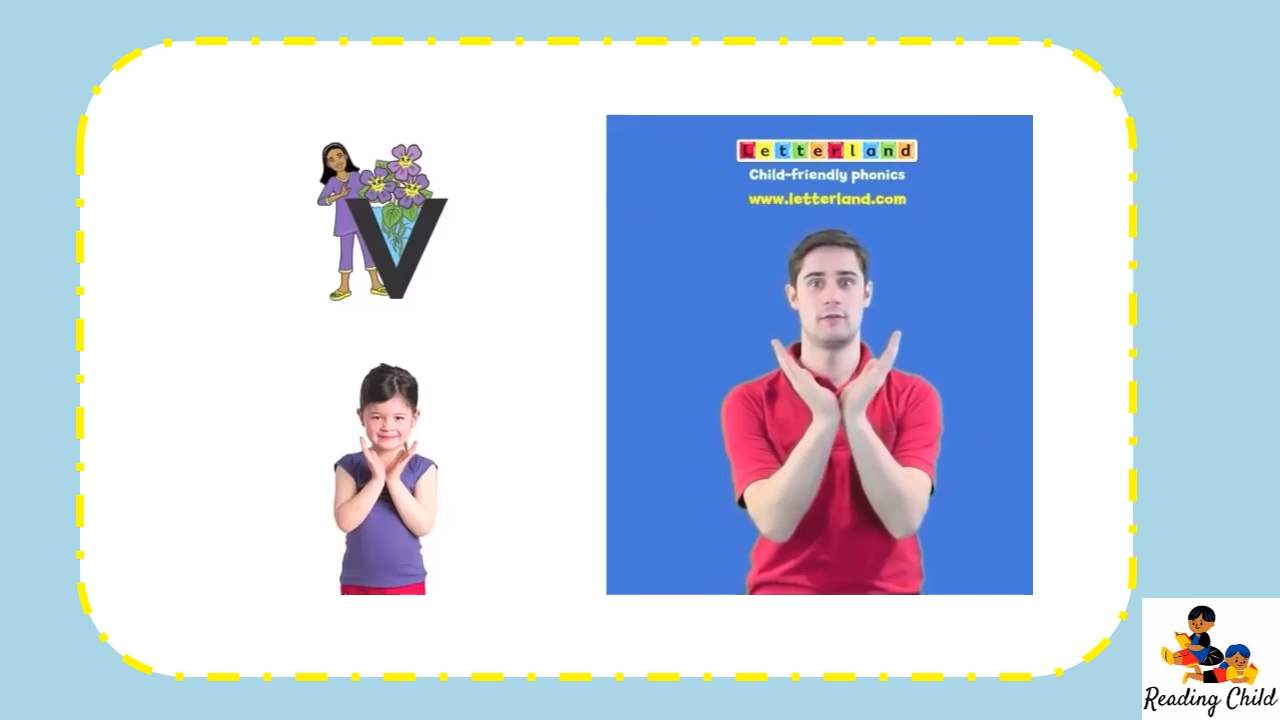 V
Letterland
Child-friendly phonics
www.letterland.com
Reading Child